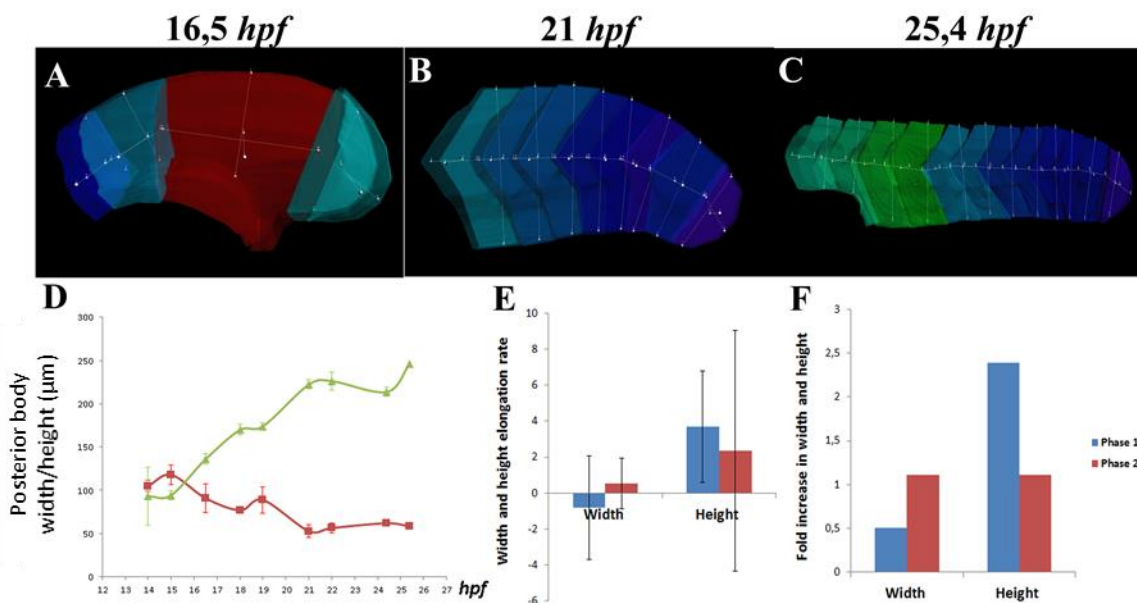 16,5 hpf
21 hpf
25,4 hpf
A
B
C
D
E
F
Posterior body
width/height (µm)
300
250
200
150
100
50
0
12 13 14 15 16 17 18 19 20 21 22 23 24 25 26 27
hpf
Width and height elongation rate
10
8
6
4
2
0
-2
-4
-6
Width
Height
Fold increase in width and height
3
2,5
2
1,5
1
0,5
0
Width
Height
Phase 1
Phase 2